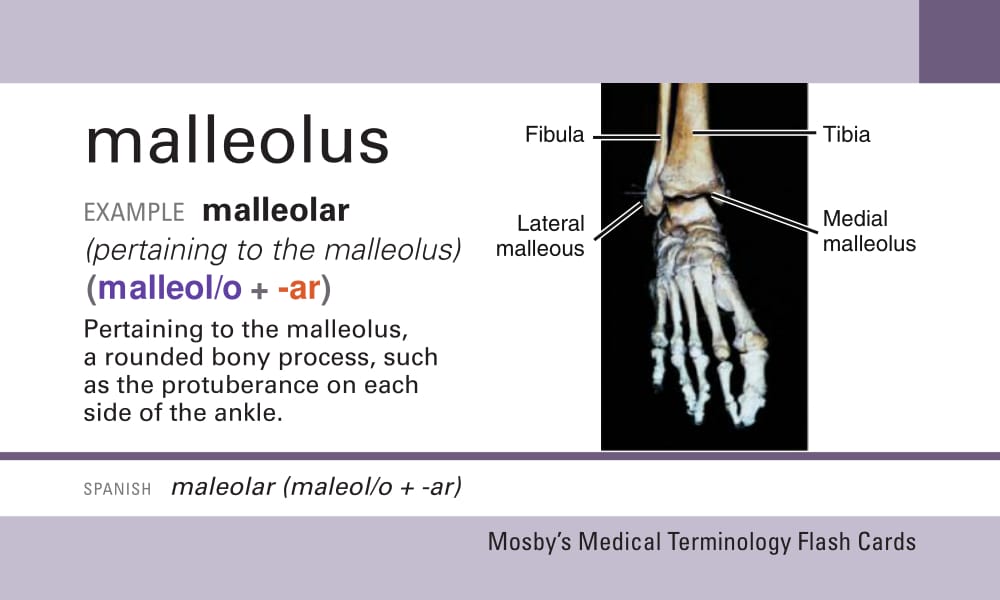 malleolus
EXAMPLE malleolar
(pertaining to the malleolus)
(malleol/o + -ar)
Pertaining to the malleolus,
a rounded bony process, such
as the protuberance on each
side of the ankle.
Fibula
Tibia
Lateral
malleous
Medial
malleolus
SPANISH maleolar (maleol/o + -ar)
Mosby's Medical Terminology Flash Cards